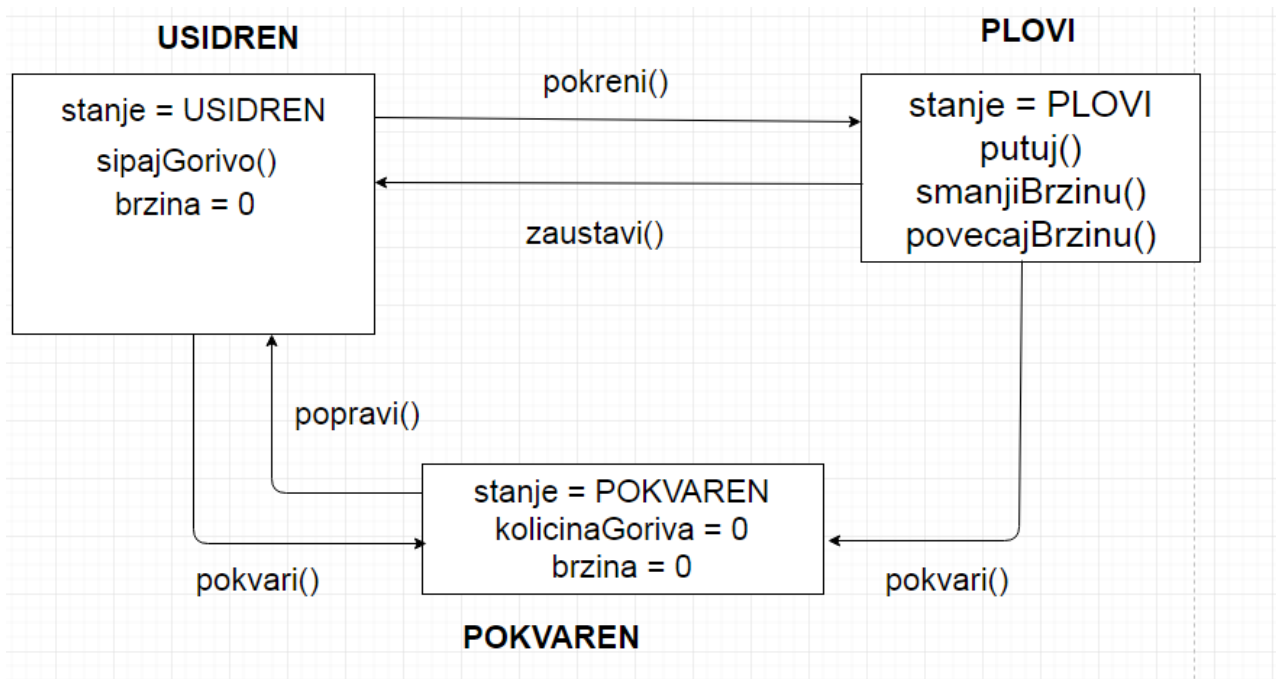 USIDREN
PLOVI
stanje = USIDREN
sipajGorivo()
brzina = 0
pokreni()
zaustavi()
stanje = PLOVI
putuj()
smanjiBrzinu()
povecajBrzinu()
popravi()
pokvari()
stanje = POKVAREN
kolicinaGoriva = 0
brzina = 0
pokvari()
POKVAREN